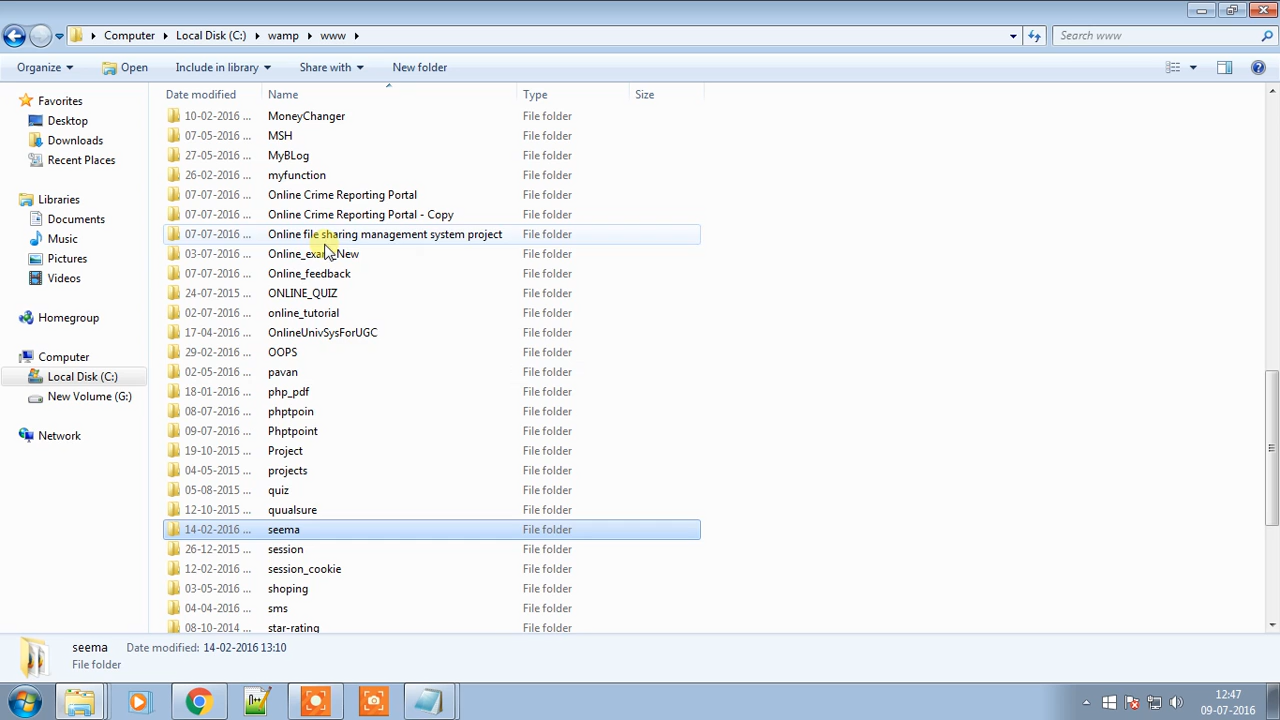 Computer Local Disk (C:) wamp www Search www
Organize Open Include in library Share with New folder
Favorites
Desktop
Downloads
Recent Places
Libraries
Documents
Music
Pictures
Videos
Homegroup
Computer
Local Disk (C:)
New Volume (G:)
Network
Date modified Name Type Size
10-02-2016 ... MoneyChanger File folder
07-05-2016 ... MSH File folder
27-05-2016 ... MyBLog File folder
26-02-2016 ... myfunction File folder
07-07-2016 ... Online Crime Reporting Portal File folder
07-07-2016 ... Online Crime Reporting Portal - Copy File folder
07-07-2016 ... Online file sharing management system project File folder
03-07-2016 ... Online_exam_New File folder
07-07-2016 ... Online_feedback File folder
24-07-2015 ... ONLINE_QUIZ File folder
02-07-2016 ... online_tutorial File folder
17-04-2016 ... OnlineUnivSysForUGC File folder
29-02-2016 ... OOPS File folder
02-05-2016 ... pavan File folder
18-01-2016 ... php_pdf File folder
08-07-2016 ... phptpoin File folder
09-07-2016 ... Phptpoint File folder
19-10-2015 ... Project File folder
04-05-2015 ... projects File folder
05-08-2015 ... quiz File folder
12-10-2015 ... quualsure File folder
14-02-2016 ... seema File folder
26-12-2015 ... session File folder
12-02-2016 ... session_cookie File folder
03-05-2016 ... shoping File folder
04-04-2016 ... sms File folder
08-10-2014 ... star-rating File folder
seema Date modified: 14-02-2016 13:10
File folder
12:47
09-07-2016